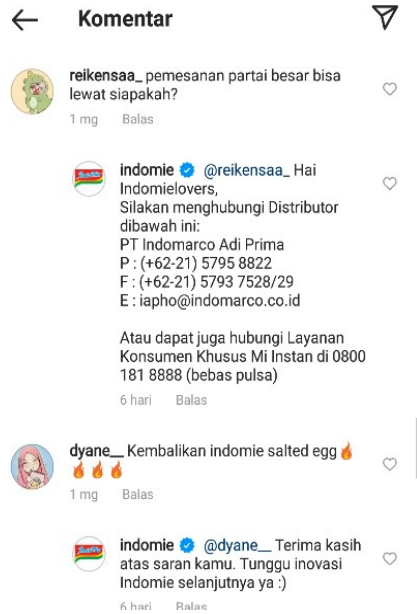 Komentar
reikensaa_ pemesanan partai besar bisa
lewat siapakah?
1 mg Balas
indomie @reikensaa_ Hai
Indomielovers,
Silakan menghubungi Distributor
dibawah ini:
PT Indomarco Adi Prima
P : (+62-21) 5795 8822
F : (+62-21) 5793 7528/29
E : iapho@indomarco.co.id
Atau dapat juga hubungi Layanan
Konsumen Khusus Mi Instan di 0800
181 8888 (bebas pulsa)
6 hari Balas
dyane__ Kembalikan indomie salted egg🔥
🔥🔥🔥
1 mg Balas
indomie @dyane__ Terima kasih
atas saran kamu. Tunggu inovasi
Indomie selanjutnya ya :)
6 hari Balas